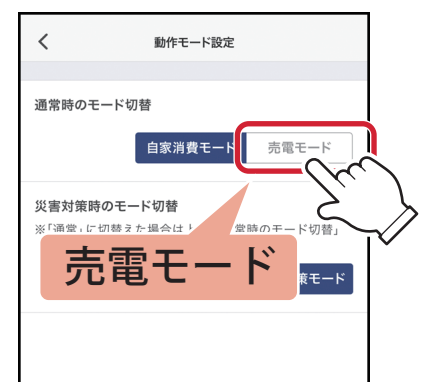 動作モード設定
通常時のモード切替
自家消費モード
売電モード
災害対策時のモード切替
※「通常」に切替えた場合は上 常時のモード切替」
売電モード
策モード